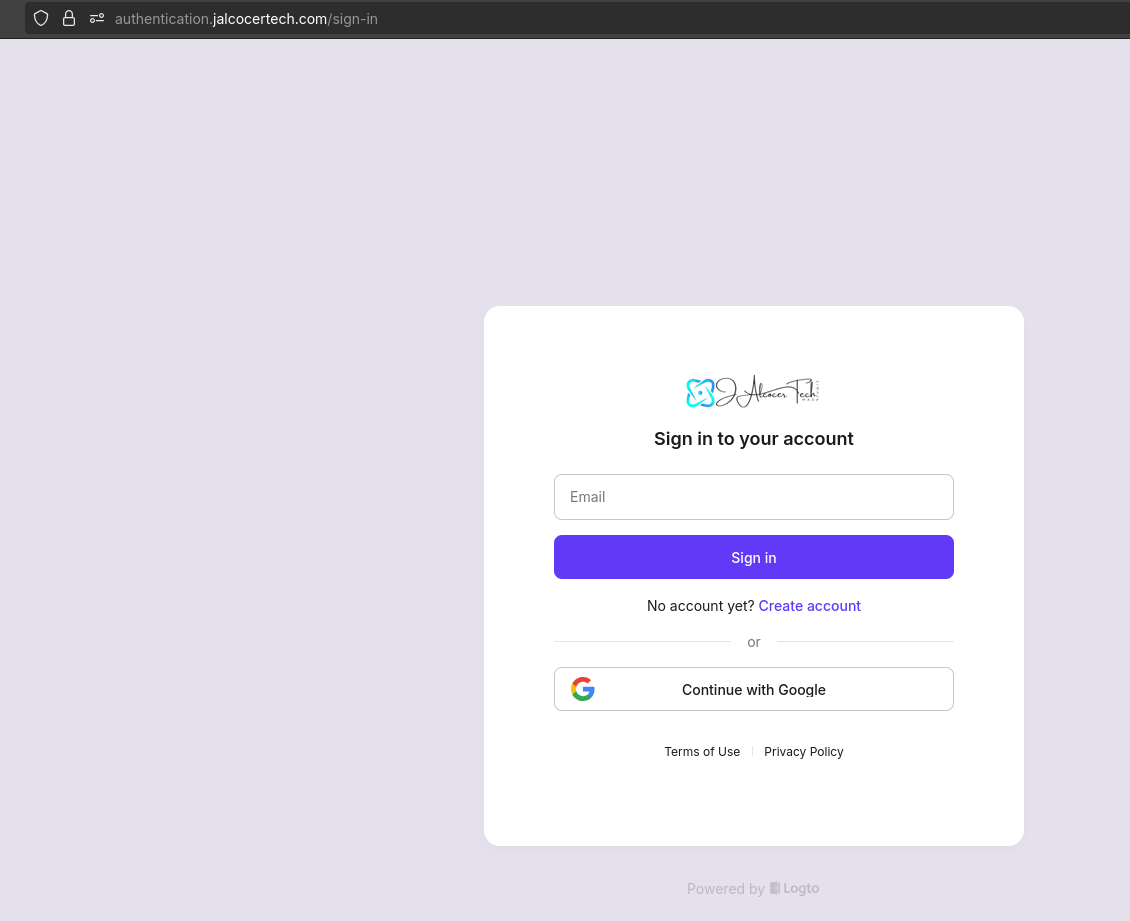 authentication.jalcocertech.com/sign-in
J Alcocer Tech
Sign in to your account
Email
Sign in
No account yet? Create account
or
Continue with Google
Terms of Use
Privacy Policy
Powered by Logto